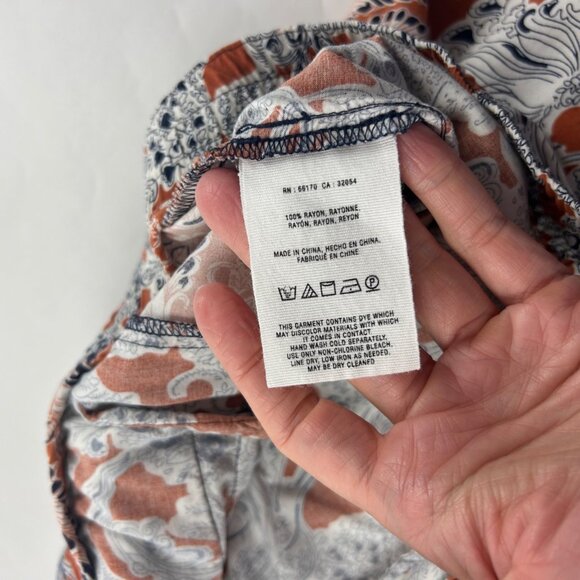 RN : 66170 CA : 32054
100% RAYON, RAYONNE,
RAYÓN, RAYON, REYON
MADE IN CHINA, HECHO EN CHINA,
FABRIQUÉ EN CHINE
THIS GARMENT CONTAINS DYE WHICH
MAY DISCOLOR MATERIALS WITH WHICH
IT COMES IN CONTACT
HAND WASH COLD SEPARATELY,
USE ONLY NON-CHLORINE BLEACH,
LINE DRY, LOW IRON AS NEEDED,
MAY BE DRY CLEANED